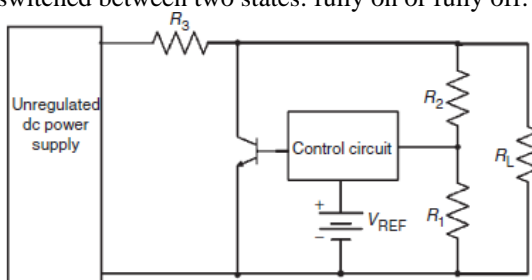 switched between two states: fully on or fully off.
R3
Unregulated
dc power
supply
R2
Control circuit
RL
+
VREF
−
R1